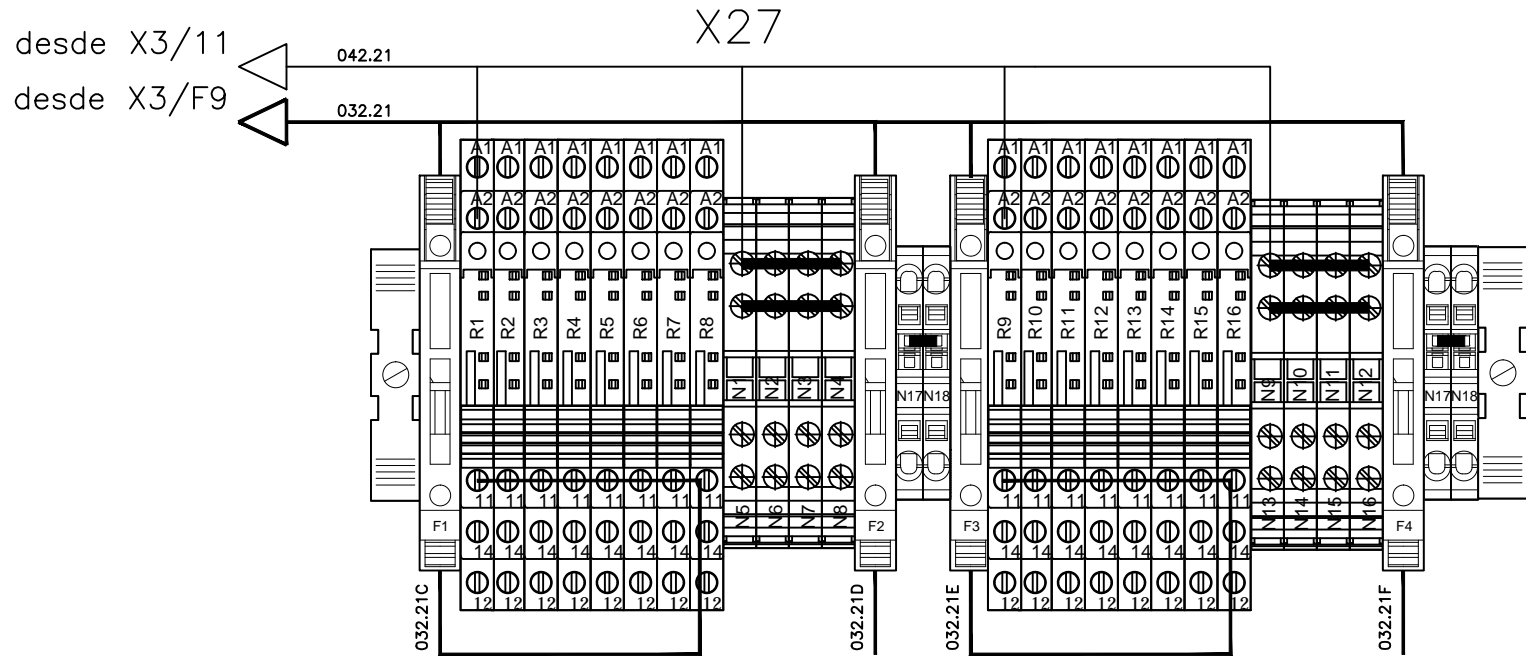 X27
desde X3/11
042.21
desde X3/F9
032.21
A1 A1 A1 A1 A1 A1 A1 A1 A1 A1 A1 A1 A1 A1 A1 A1
A2 A2 A2 A2 A2 A2 A2 A2 A2 A2 A2 A2 A2 A2 A2 A2
R1 R2 R3 R4 R5 R6 R7 R8 R9 R10 R11 R12 R13 R14 R15 R16
N1 N2 N3 N4 N17 N18 N9 N10 N11 N12 N17 N18
11 11 11 11 11 11 11 11 11 11 11 11 11 11 11 11
F1 N5 N6 N7 N8 F2 F3 N13 N14 N15 N16 F4
14 14 14 14 14 14 14 14 14 14 14 14 14 14 14 14
12 12 12 12 12 12 12 12 12 12 12 12 12 12 12 12
032.21C 032.21D 032.21E 032.21F